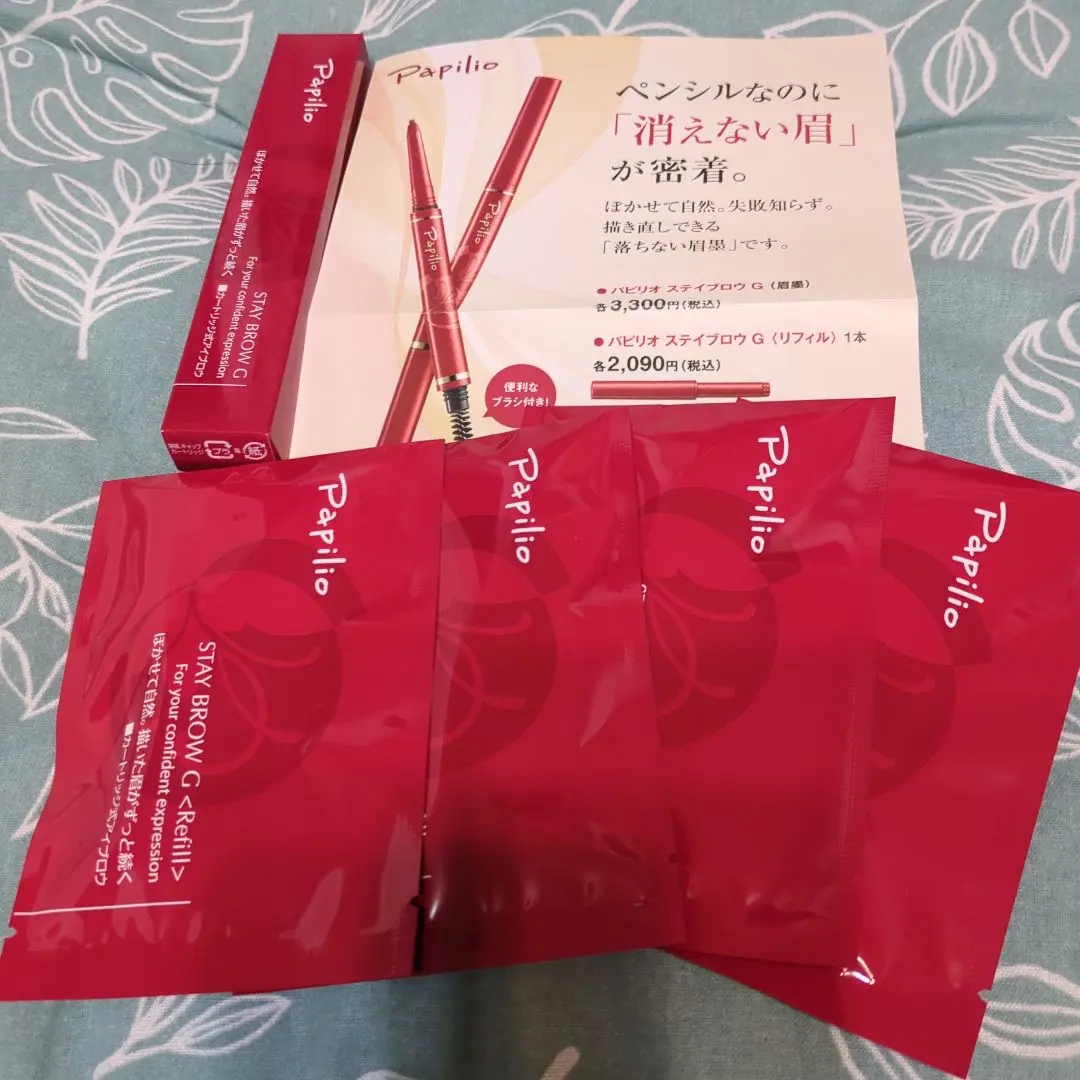 Papilio
ぼかせて自然。描いた眉がずっと続く
For your confident expression
STAY BROW G
■カートリッジ式アイブロウ
プラ
紙
Papilio
ペンシルなのに
「消えない眉」
が密着。
ぼかせて自然。失敗知らず。
描き直しできる
「落ちない眉墨」です。
● パピリオ ステイブロウ G〈眉墨〉
各3,300円(税込)
● パピリオ ステイブロウ G〈リフィル〉1本
各2,090円(税込)
Papilio
Papilio
便利な
ブラシ付き!
Papilio
STAY BROW G <Refill>
For your confident expression
ぼかせて自然。描いた眉がずっと続く
■カートリッジ式アイブロウ
Papilio
Papilio
Papilio